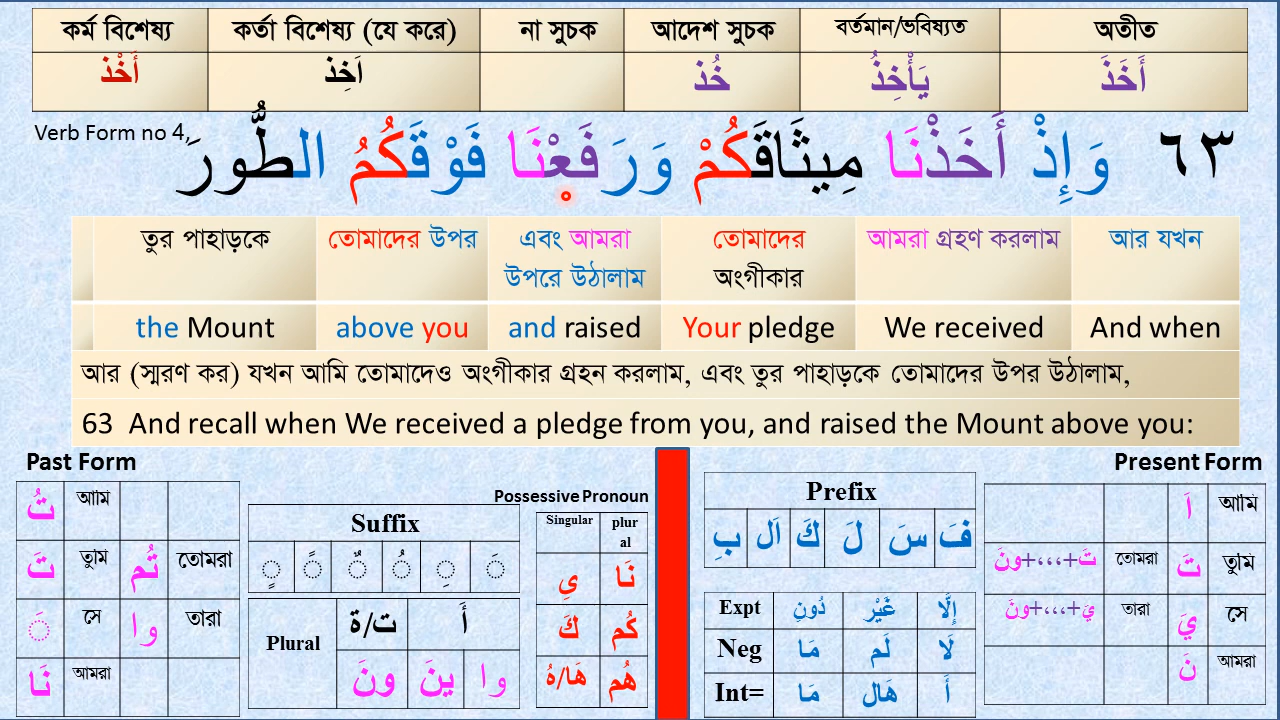 কর্ম বিশেষ্য কর্তা বিশেষ্য (যে করে) না সুচক আদেশ সুচক বর্তমান/ভবিষ্যত অতীত
أَخْذ اَخِذ خُذ يَأْخِذُ أَخَذَ
Verb Form no 4,
٦٣ وَإِذْ أَخَذْنَا مِيثَاقَكُمْ وَرَفَعْنَا فَوْقَكُمُ الطُّورَ
তুর পাহাড়কে তোমাদের উপর এবং আমরা তোমাদের আমরা গ্রহণ করলাম আর যখন
উপরে উঠালাম অংগীকার
the Mount above you and raised Your pledge We received And when
আর (স্মরণ কর) যখন আমি তোমাদেও অংগীকার গ্রহন করলাম, এবং তুর পাহাড়কে তোমাদের উপর উঠালাম,
63 And recall when We received a pledge from you, and raised the Mount above you:
Past Form
تُ আমি
تَ তুমি تُم তোমরা
◌َ সে وا তারা
نَا আমরা
Suffix
◌ٍ ◌ً ◌ٌ ◌ُ ◌ِ ◌َ
Plural ت/ة أَ
ونَ ينَ وا
Possessive Pronoun
Singular plur
al
ي نَا
كَ كُم
هَا/هُ هُم
Prefix
بِ اَل كَ لَ سَ فَ
Expt دُونِ غَيْر إِلَّا
Neg مَا لَم لَا
Int= مَا هَال أَ
Present Form
اَ আমি
تَ+،،،+ونَ তোমরা تَ তুমি
يَ+،،،+ونَ তারা يَ সে
نَ আমরা